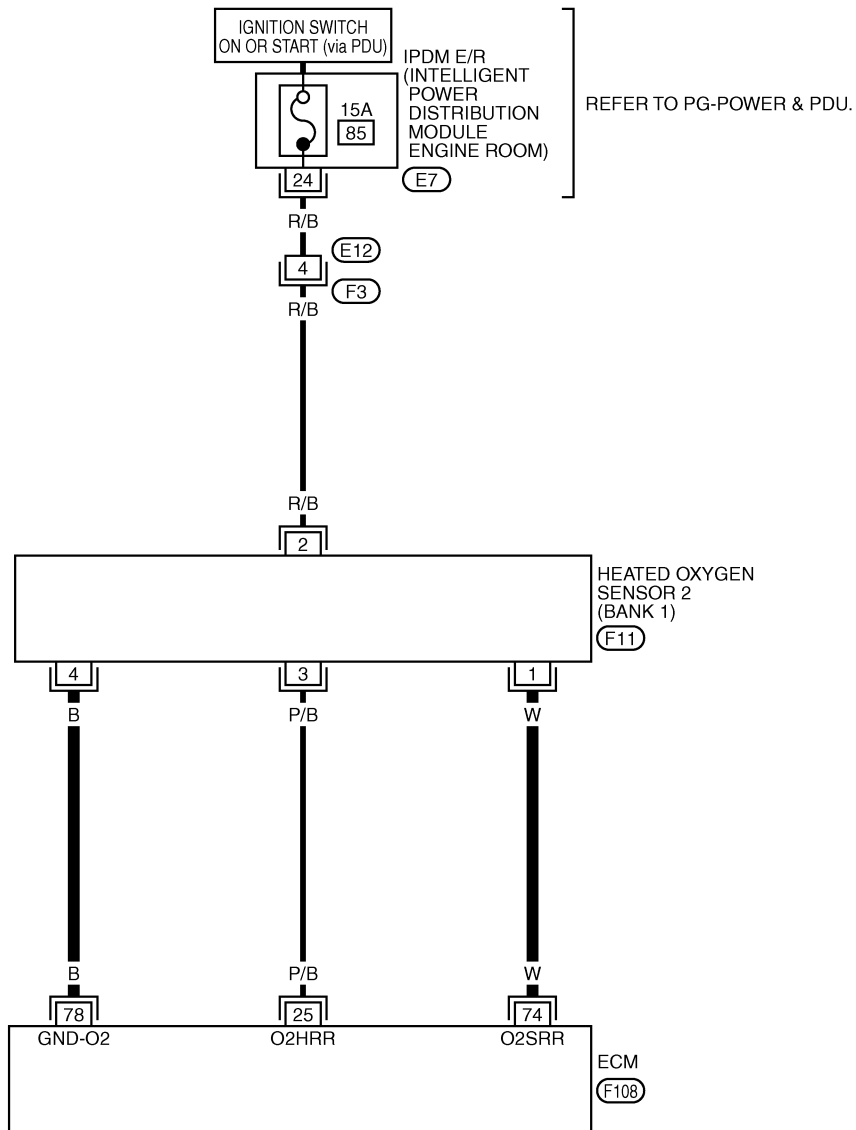 IGNITION SWITCH
ON OR START (via PDU)
IPDM E/R
(INTELLIGENT
POWER
DISTRIBUTION
MODULE
ENGINE ROOM)
REFER TO PG-POWER & PDU.
15A
85
24
E7
R/B
E12
4
F3
R/B
R/B
2
HEATED OXYGEN
SENSOR 2
(BANK 1)
F11
4 3 1
B P/B W
B P/B W
78 25 74
GND-O2 O2HRR O2SRR
ECM
F108